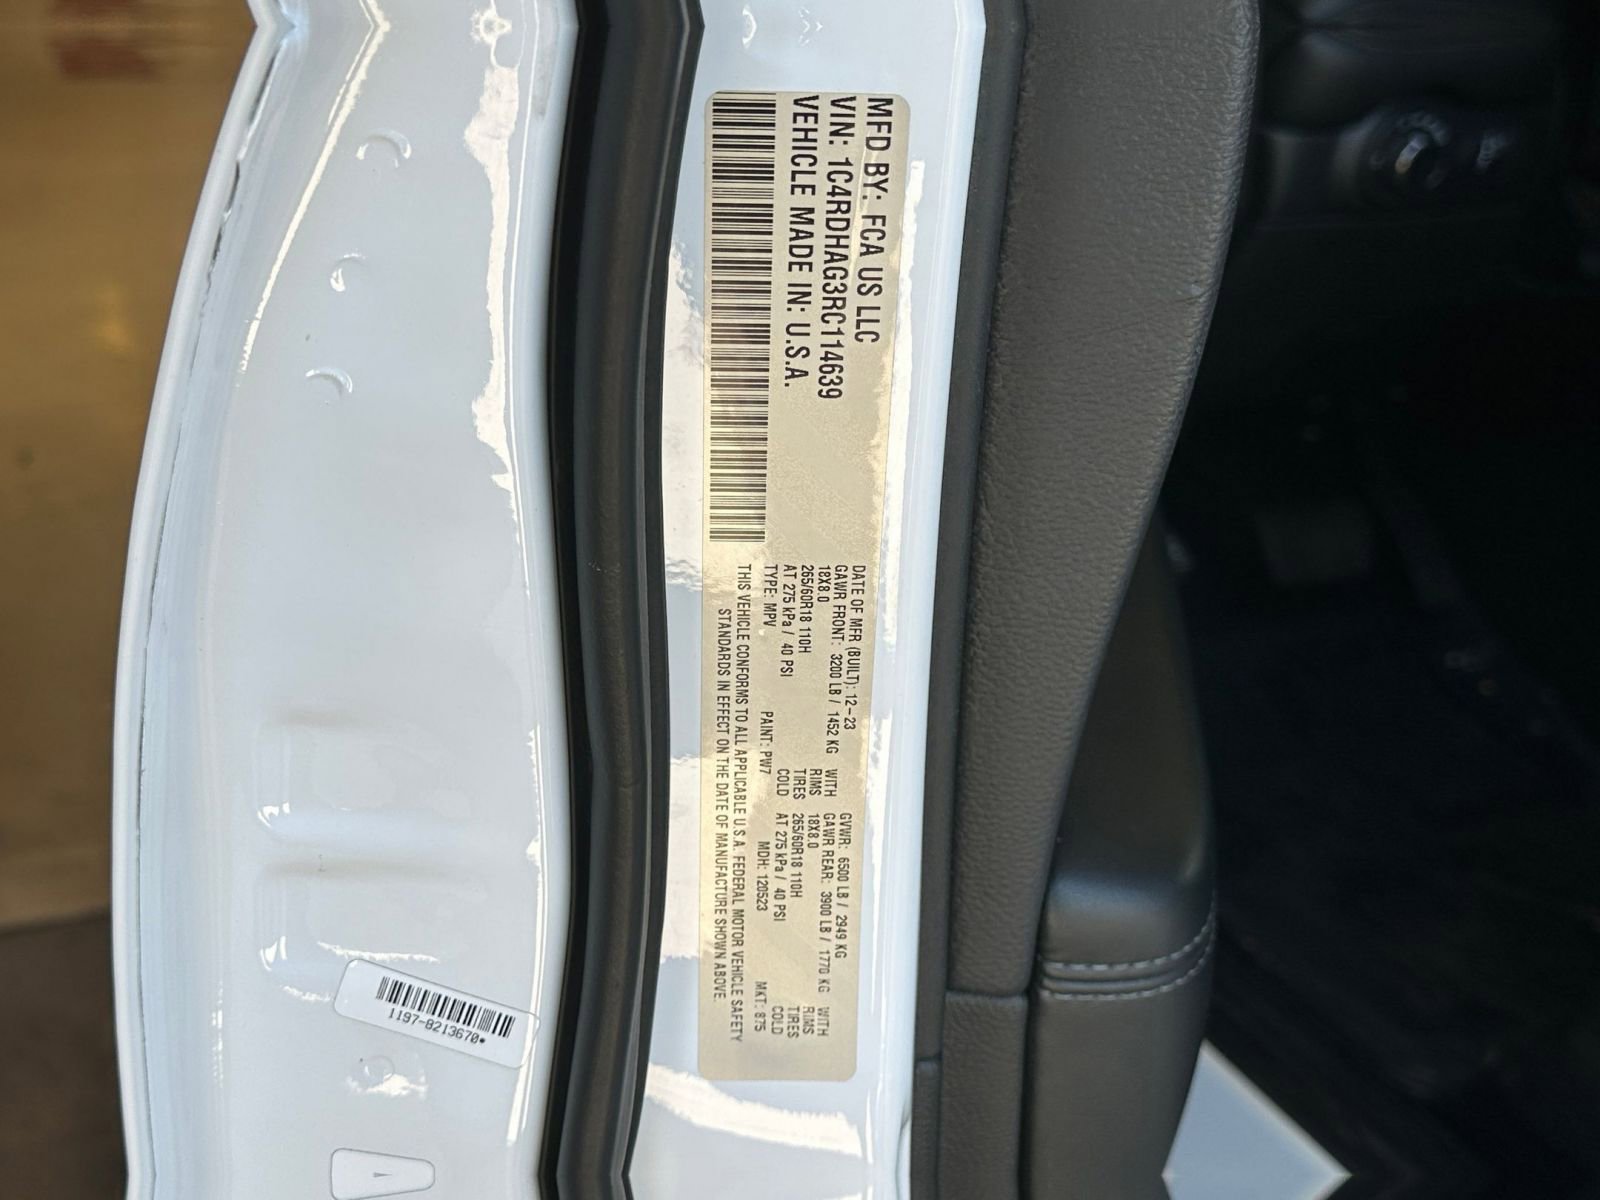 MFD BY: FCA US LLC
VIN: 1C4RDHAG3RC114639
VEHICLE MADE IN: U.S.A.
DATE OF MFR (BUILT): 12-23 GVWR: 6500 LB / 2949 KG
GAWR FRONT: 3200 LB / 1452 KG WITH GAWR REAR: 3900 LB / 1770 KG WITH
18X8.0 RIMS 18X8.0 RIMS
265/60R18 110H TIRES 265/60R18 110H TIRES
AT 275 kPa / 40 PSI COLD AT 275 kPa / 40 PSI COLD
TYPE: MPV PAINT: PW7 MDH: 120523 MKT: 875
THIS VEHICLE CONFORMS TO ALL APPLICABLE U.S.A. FEDERAL MOTOR VEHICLE SAFETY
STANDARDS IN EFFECT ON THE DATE OF MANUFACTURE SHOWN ABOVE.
1197-8213670*